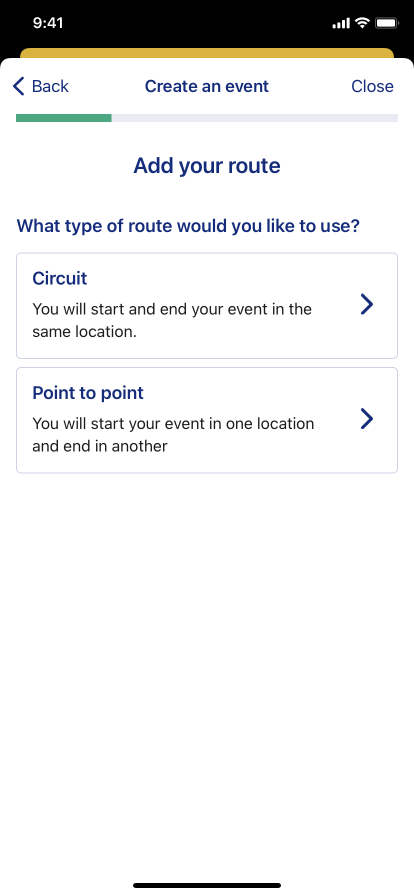 9:41
Back
Create an event
Close
Add your route
What type of route would you like to use?
Circuit
You will start and end your event in the
same location.
Point to point
You will start your event in one location
and end in another